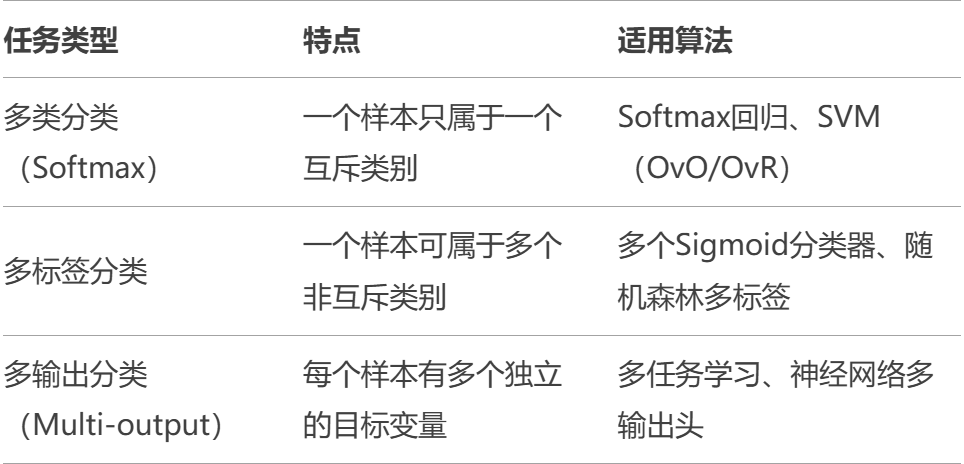 任务类型 特点 适用算法
多类分类 一个样本只属于一个 Softmax回归、SVM
（Softmax） 互斥类别 （OvO/OvR）
多标签分类
一个样本可属于多个 多个Sigmoid分类器、随
非互斥类别 机森林多标签
多输出分类 每个样本有多个独立 多任务学习、神经网络多
（Multi-output） 的目标变量 输出头